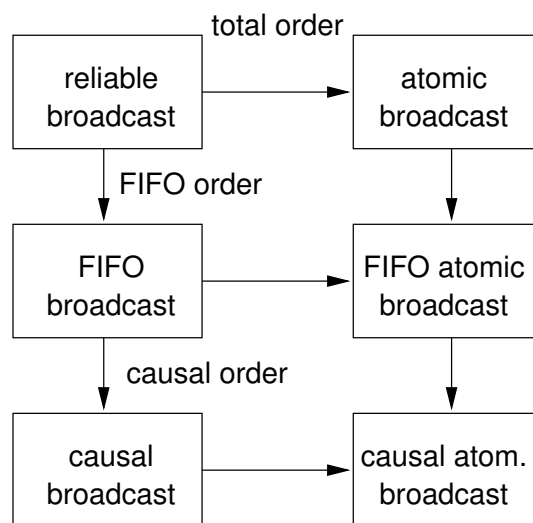 total order
reliable
broadcast
atomic
broadcast
FIFO order
FIFO
broadcast
FIFO atomic
broadcast
causal order
causal
broadcast
causal atom.
broadcast